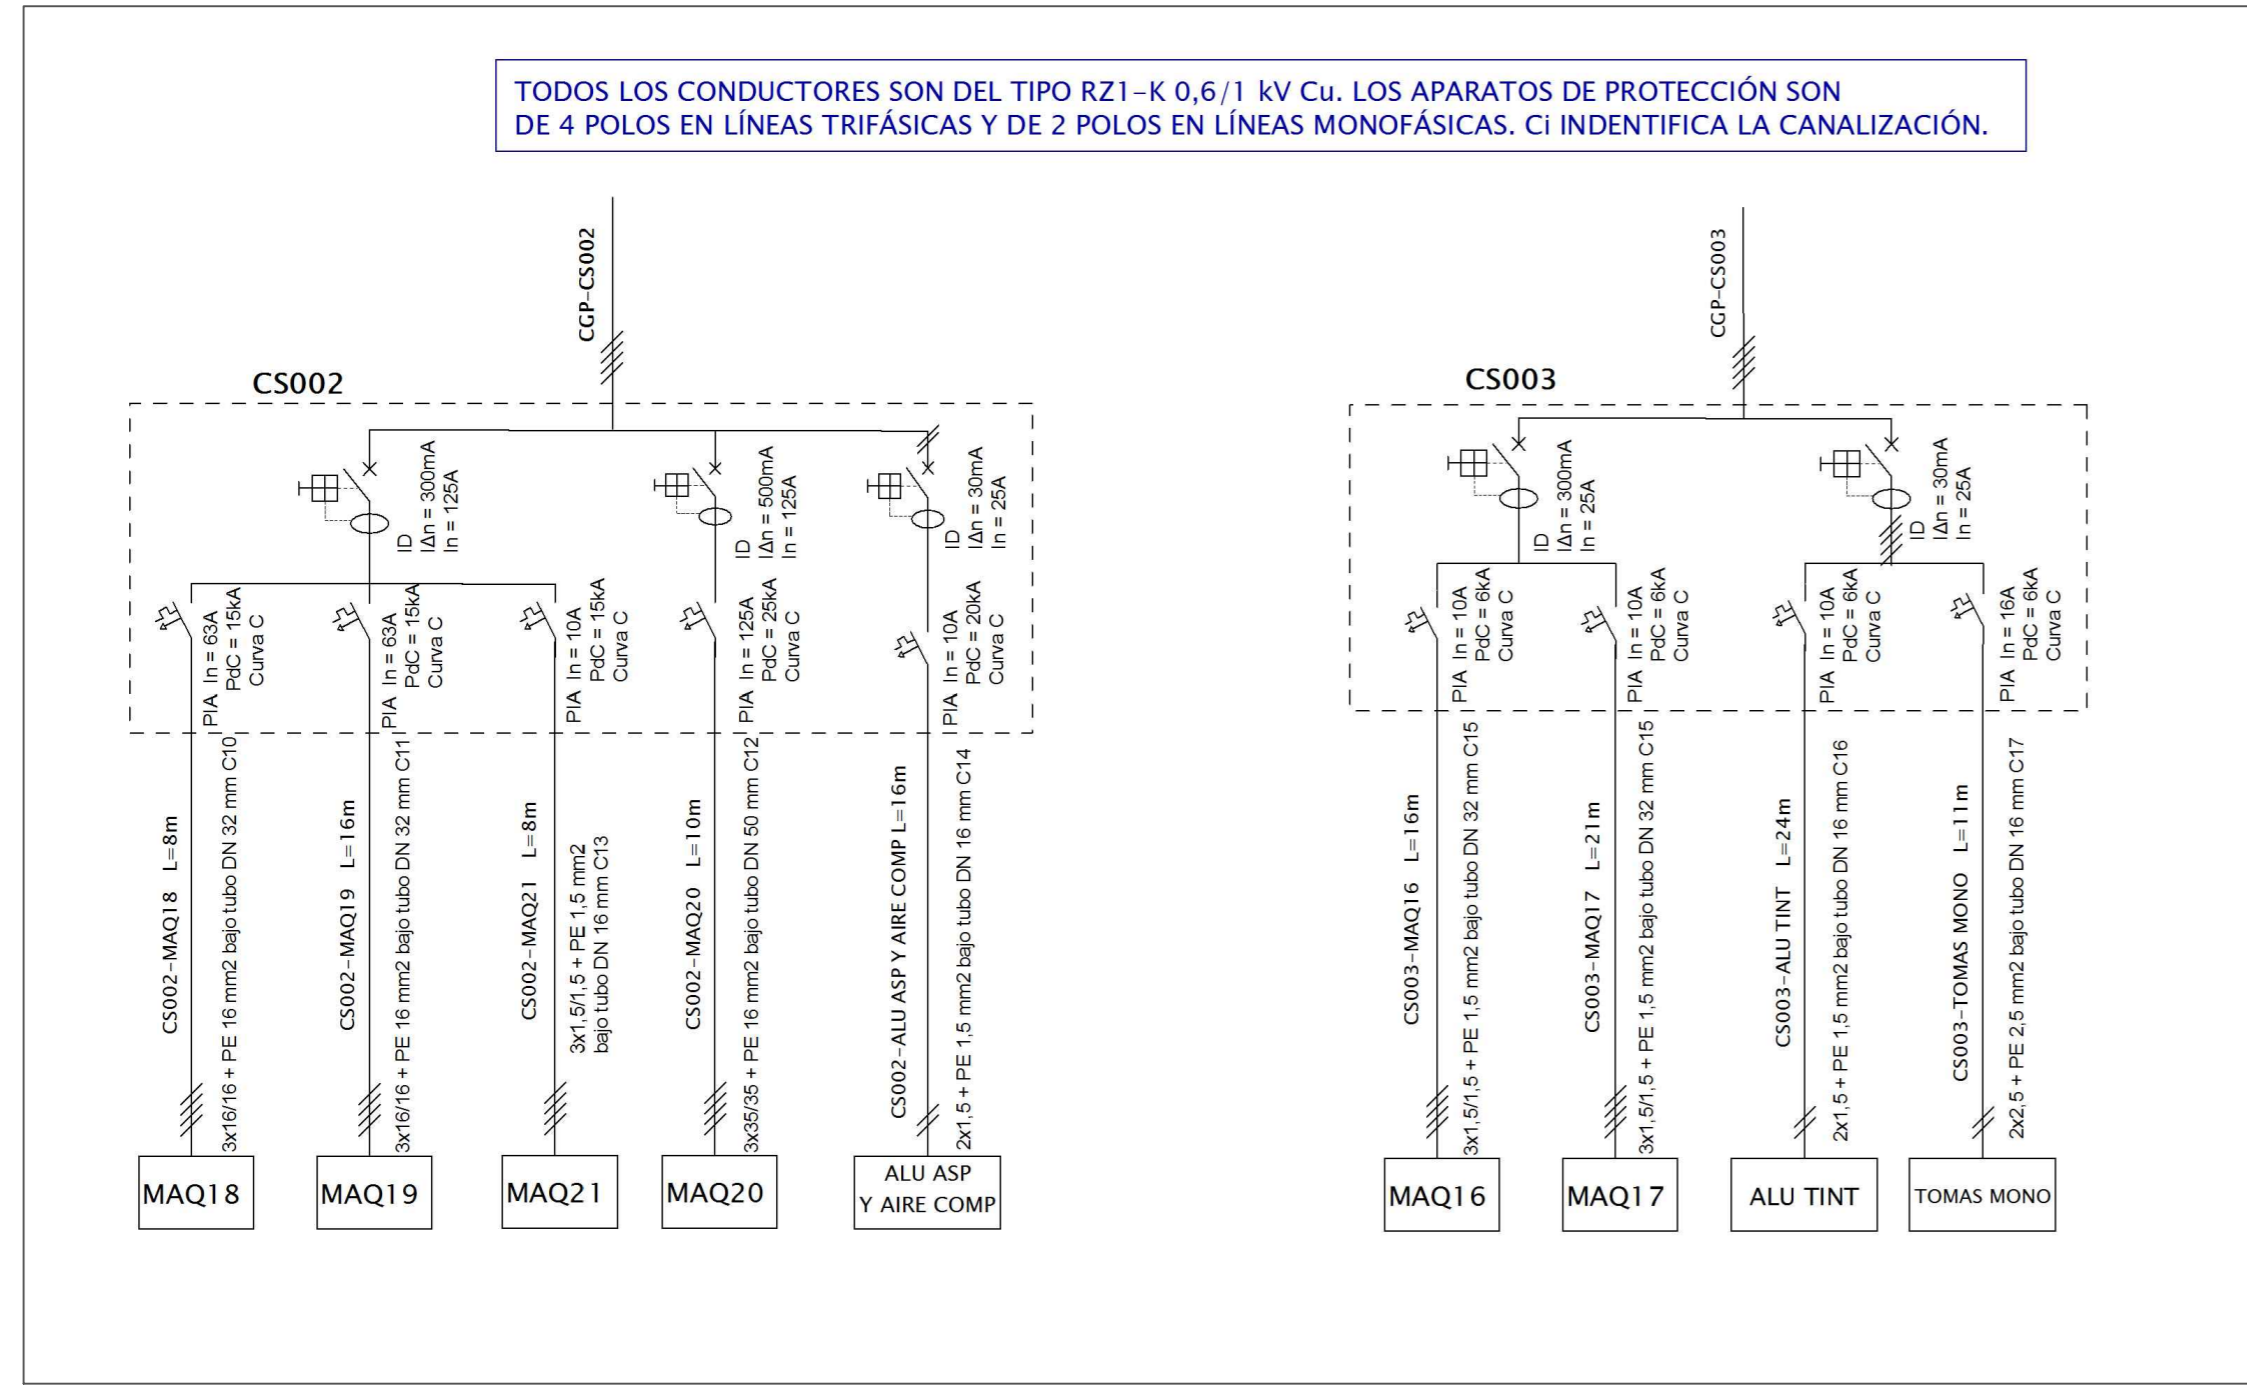 TODOS LOS CONDUCTORES SON DEL TIPO RZ1-K 0,6/1 kV Cu. LOS APARATOS DE PROTECCIÓN SON
DE 4 POLOS EN LÍNEAS TRIFÁSICAS Y DE 2 POLOS EN LÍNEAS MONOFÁSICAS. Ci INDENTIFICA LA CANALIZACIÓN.
CGP-CS002
CS002
ID
I∆n = 300mA
In = 125A
ID
I∆n = 500mA
In = 125A
ID
I∆n = 30mA
In = 25A
PIA In = 63A
PdC = 15kA
Curva C
PIA In = 63A
PdC = 15kA
Curva C
PIA In = 10A
PdC = 15kA
Curva C
PIA In = 125A
PdC = 25kA
Curva C
PIA In = 10A
PdC = 20kA
Curva C
CS002-MAQ18 L=8m
3x16/16 + PE 16 mm2 bajo tubo DN 32 mm C10
CS002-MAQ19 L=16m
3x16/16 + PE 16 mm2 bajo tubo DN 32 mm C11
CS002-MAQ21 L=8m
3x1,5/1,5 + PE 1,5 mm2
bajo tubo DN 16 mm C13
CS002-MAQ20 L=10m
3x35/35 + PE 16 mm2 bajo tubo DN 50 mm C12
CS002-ALU ASP Y AIRE COMP L=16m
2x1,5 + PE 1,5 mm2 bajo tubo DN 16 mm C14
MAQ18
MAQ19
MAQ21
MAQ20
ALU ASP
Y AIRE COMP
CGP-CS003
CS003
ID
I∆n = 300mA
In = 25A
ID
I∆n = 30mA
In = 25A
PIA In = 10A
PdC = 6kA
Curva C
PIA In = 10A
PdC = 6kA
Curva C
PIA In = 10A
PdC = 6kA
Curva C
PIA In = 16A
PdC = 6kA
Curva C
CS003-MAQ16 L=16m
3x1,5/1,5 + PE 1,5 mm2 bajo tubo DN 32 mm C15
CS003-MAQ17 L=21m
3x1,5/1,5 + PE 1,5 mm2 bajo tubo DN 32 mm C15
CS003-ALU TINT L=24m
2x1,5 + PE 1,5 mm2 bajo tubo DN 16 mm C16
CS003-TOMAS MONO L=11m
2x2,5 + PE 2,5 mm2 bajo tubo DN 16 mm C17
MAQ16
MAQ17
ALU TINT
TOMAS MONO